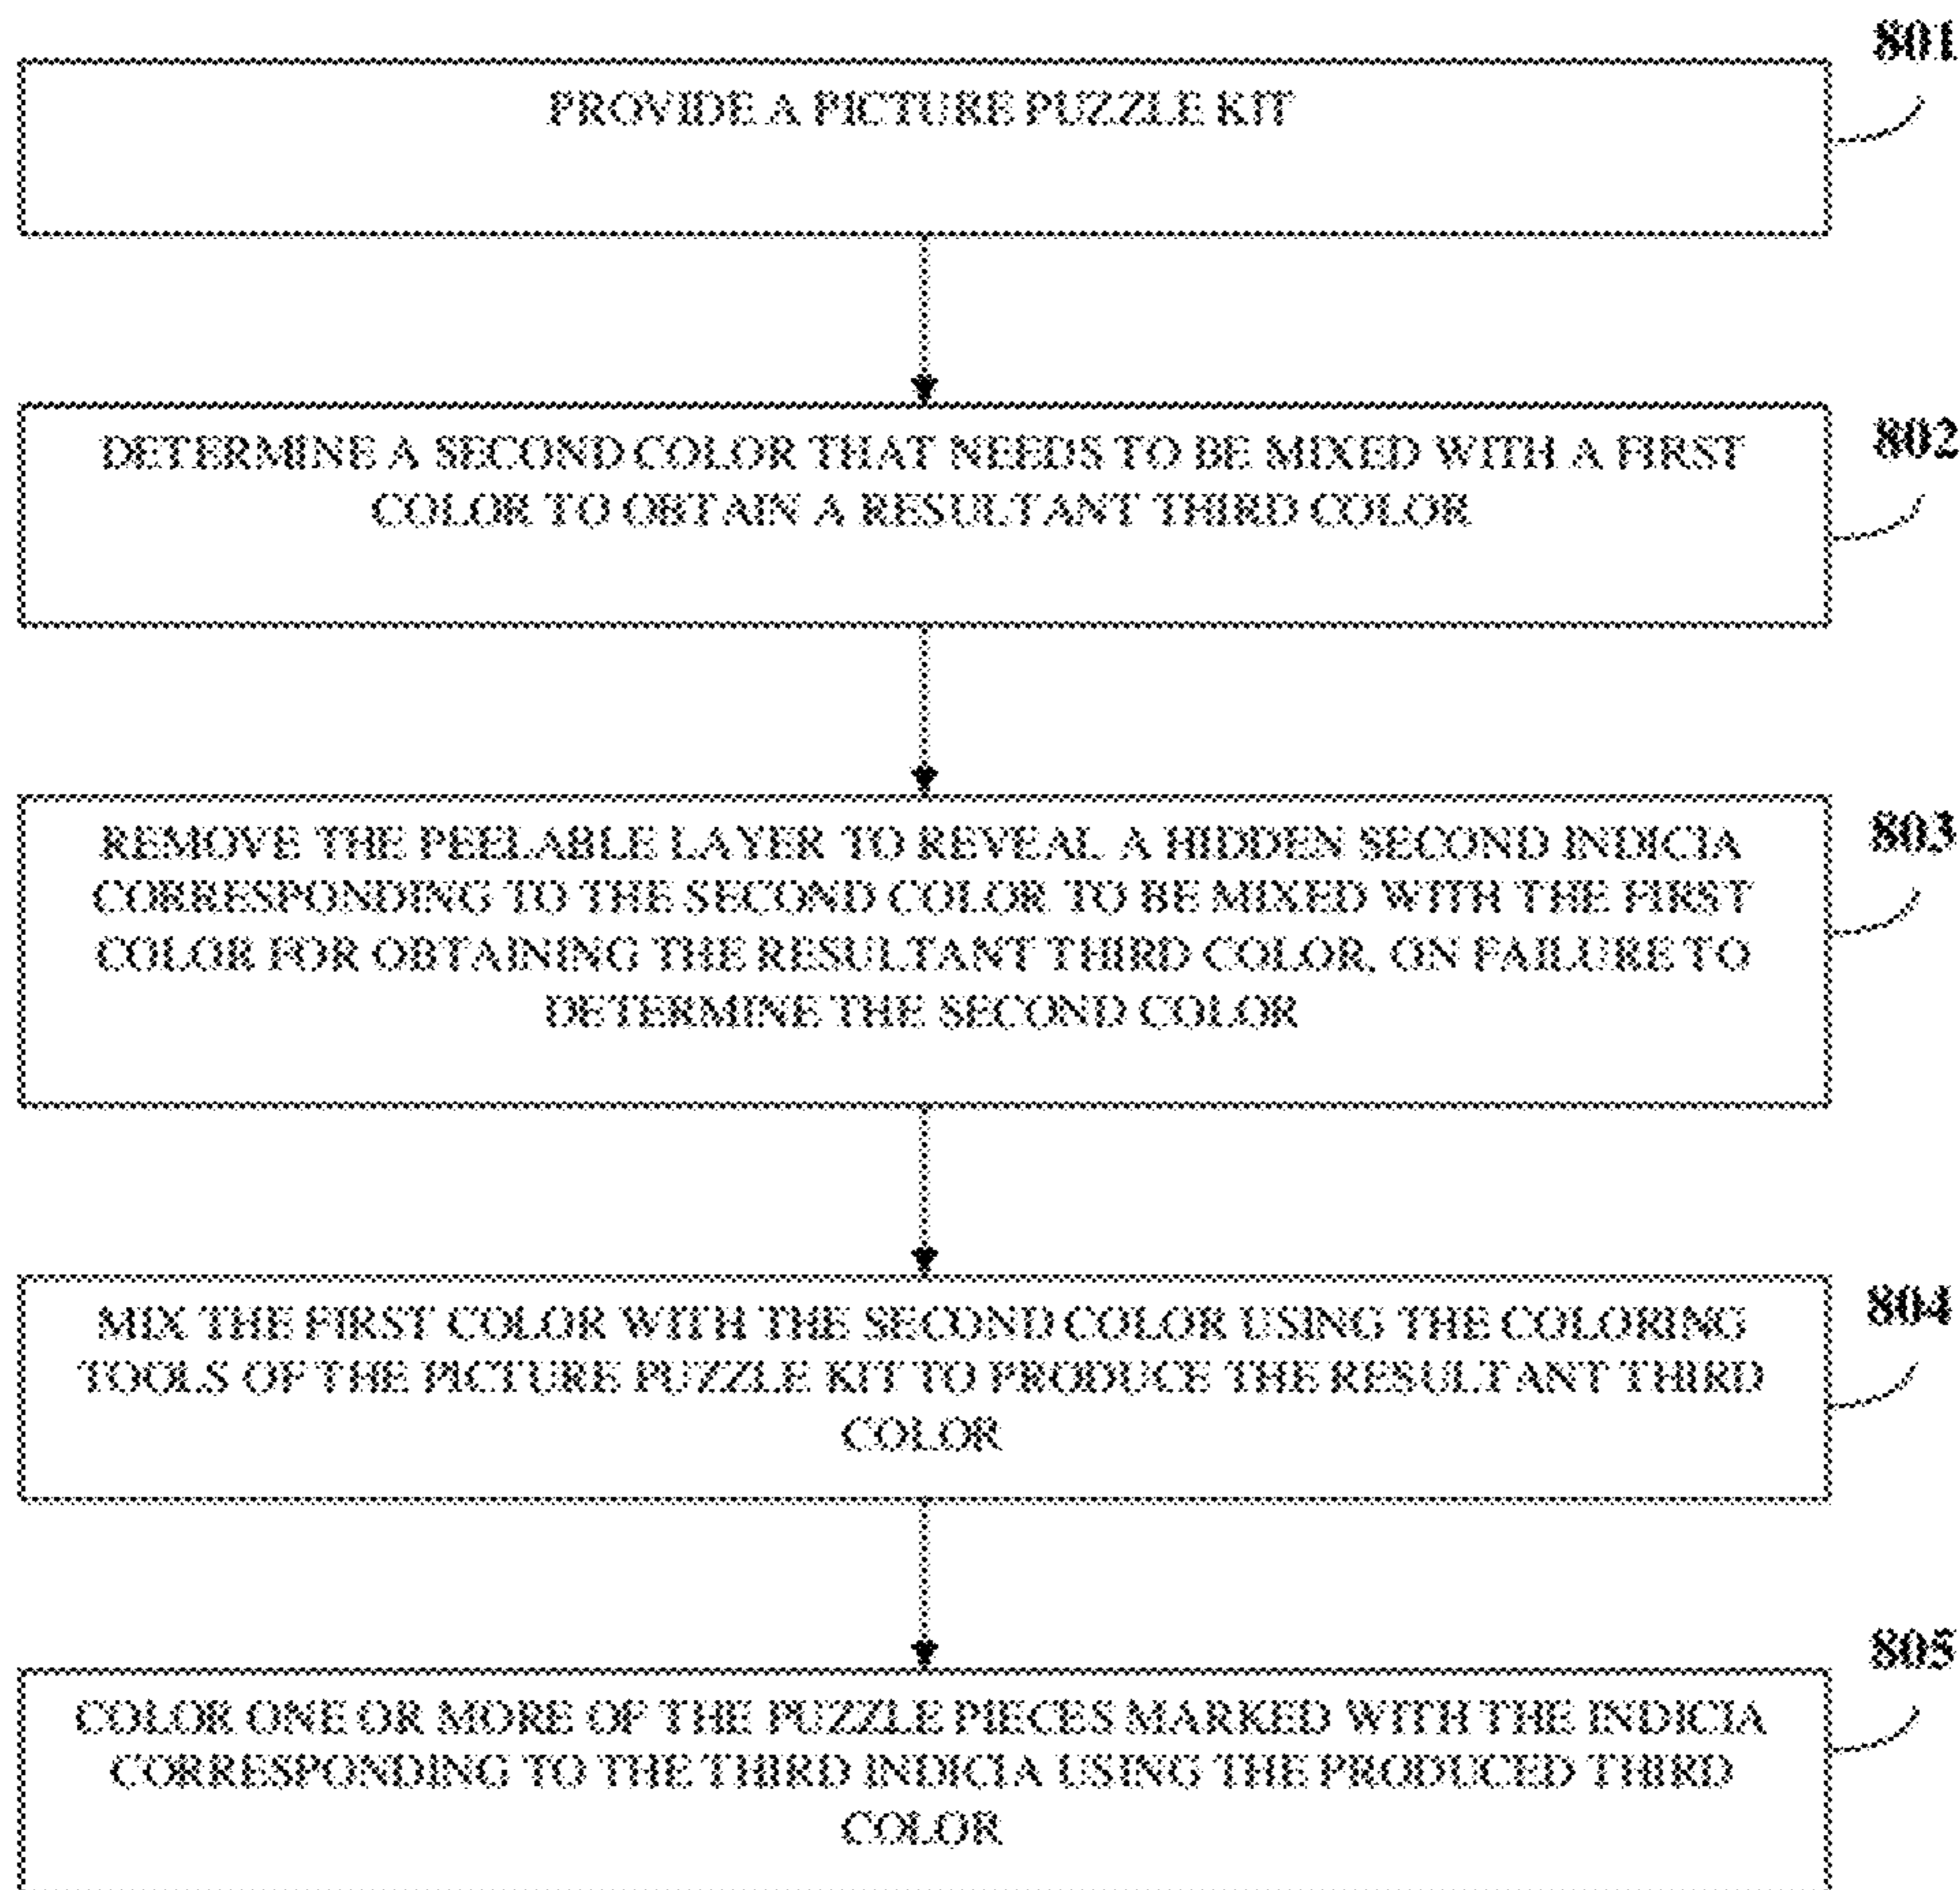 801
PROVIDE A PICTURE PUZZLE KIT
802
DETERMINE A SECOND COLOR THAT NEEDS TO BE MIXED WITH A FIRST
COLOR TO OBTAIN A RESULTANT THIRD COLOR
803
REMOVE THE PEELABLE LAYER TO REVEAL A HIDDEN SECOND INDICIA
CORRESPONDING TO THE SECOND COLOR TO BE MIXED WITH THE FIRST
COLOR FOR OBTAINING THE RESULTANT THIRD COLOR, ON FAILURE TO
DETERMINE THE SECOND COLOR
804
MIX THE FIRST COLOR WITH THE SECOND COLOR USING THE COLORING
TOOLS OF THE PICTURE PUZZLE KIT TO PRODUCE THE RESULTANT THIRD
COLOR
805
COLOR ONE OR MORE OF THE PUZZLE PIECES MARKED WITH THE INDICIA
CORRESPONDING TO THE THIRD INDICIA USING THE PRODUCED THIRD
COLOR